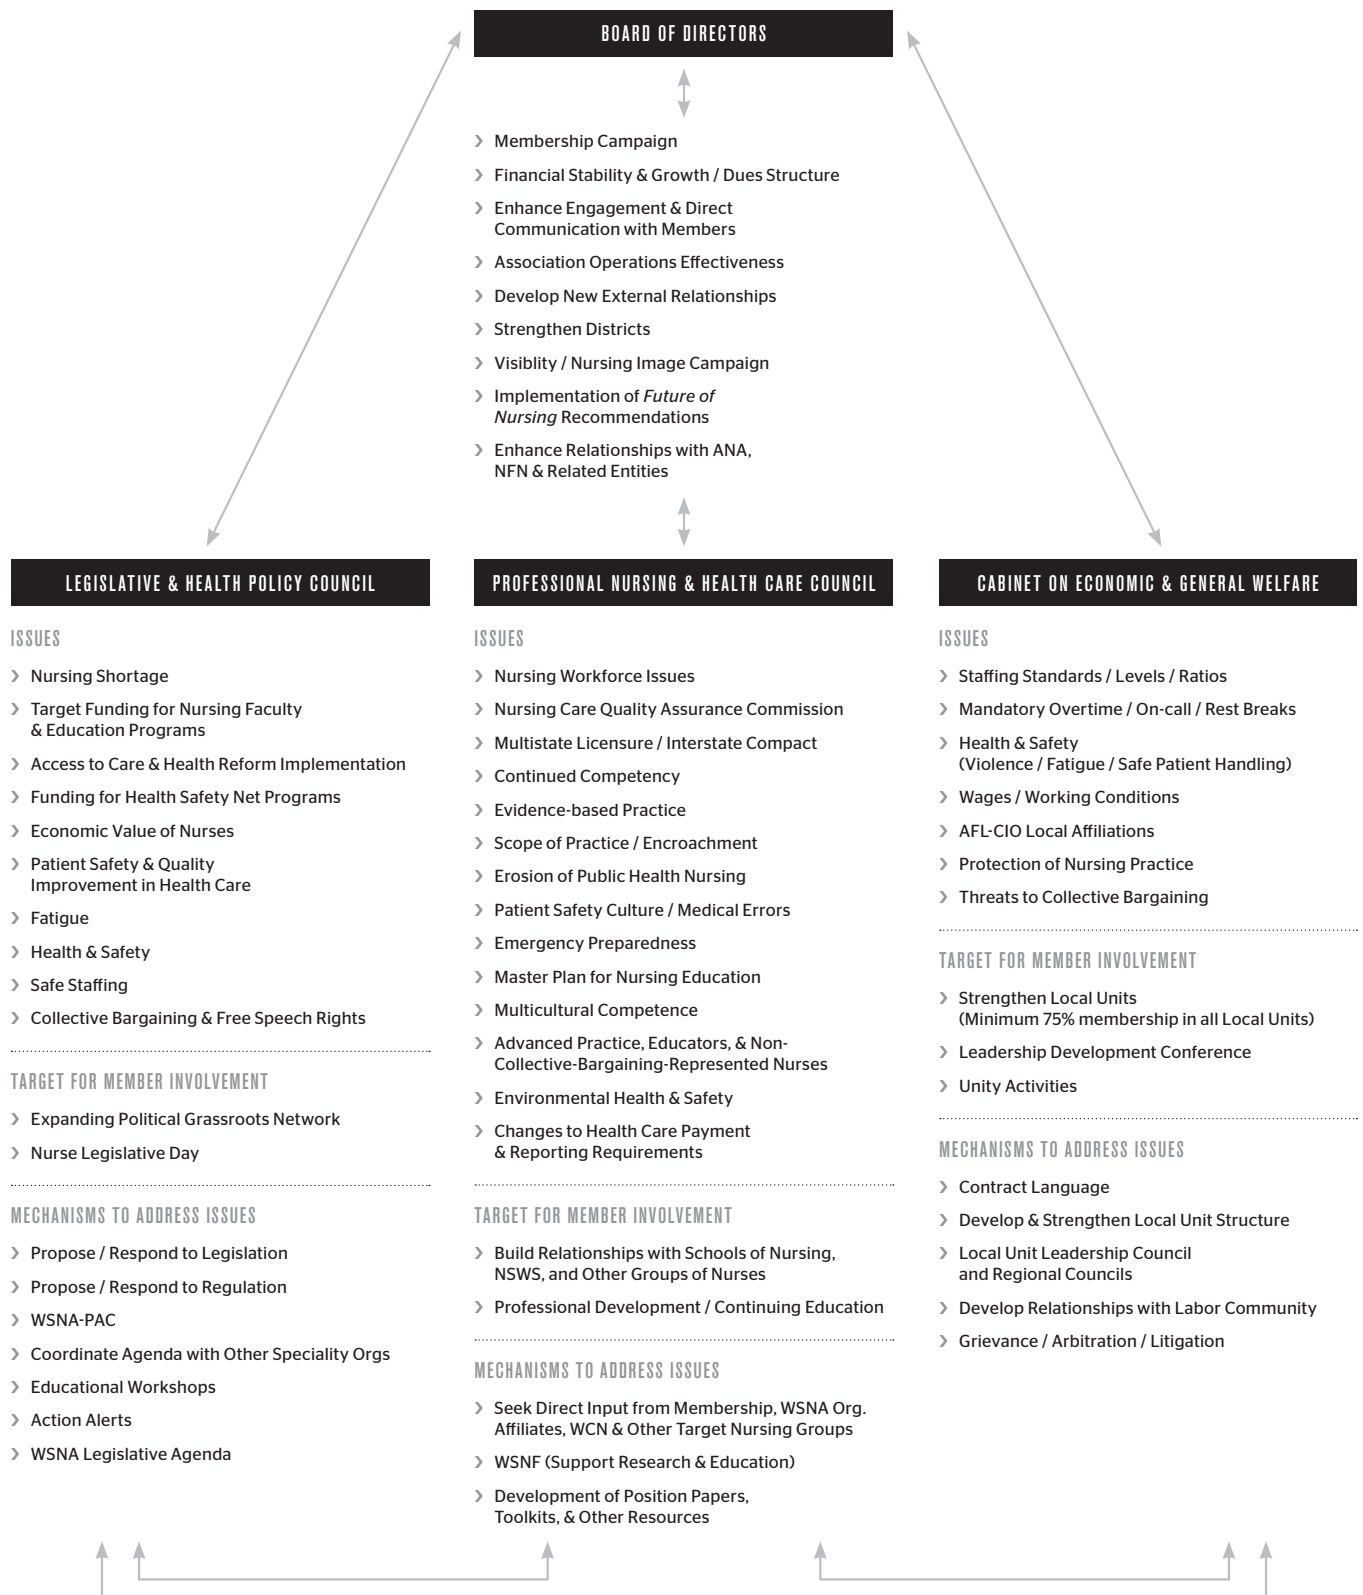 BOARD OF DIRECTORS
› Membership Campaign
› Financial Stability & Growth / Dues Structure
› Enhance Engagement & Direct
Communication with Members
› Association Operations Effectiveness
› Develop New External Relationships
› Strengthen Districts
› Visiblity / Nursing Image Campaign
› Implementation of Future of
Nursing Recommendations
› Enhance Relationships with ANA,
NFN & Related Entities
LEGISLATIVE & HEALTH POLICY COUNCIL
ISSUES
› Nursing Shortage
› Target Funding for Nursing Faculty
& Education Programs
› Access to Care & Health Reform Implementation
› Funding for Health Safety Net Programs
› Economic Value of Nurses
› Patient Safety & Quality
Improvement in Health Care
› Fatigue
› Health & Safety
› Safe Staffing
› Collective Bargaining & Free Speech Rights
TARGET FOR MEMBER INVOLVEMENT
› Expanding Political Grassroots Network
› Nurse Legislative Day
MECHANISMS TO ADDRESS ISSUES
› Propose / Respond to Legislation
› Propose / Respond to Regulation
› WSNA-PAC
› Coordinate Agenda with Other Speciality Orgs
› Educational Workshops
› Action Alerts
› WSNA Legislative Agenda
PROFESSIONAL NURSING & HEALTH CARE COUNCIL
ISSUES
› Nursing Workforce Issues
› Nursing Care Quality Assurance Commission
› Multistate Licensure / Interstate Compact
› Continued Competency
› Evidence-based Practice
› Scope of Practice / Encroachment
› Erosion of Public Health Nursing
› Patient Safety Culture / Medical Errors
› Emergency Preparedness
› Master Plan for Nursing Education
› Multicultural Competence
› Advanced Practice, Educators, & Non-
Collective-Bargaining-Represented Nurses
› Environmental Health & Safety
› Changes to Health Care Payment
& Reporting Requirements
TARGET FOR MEMBER INVOLVEMENT
› Build Relationships with Schools of Nursing,
NSWS, and Other Groups of Nurses
› Professional Development / Continuing Education
MECHANISMS TO ADDRESS ISSUES
› Seek Direct Input from Membership, WSNA Org.
Affiliates, WCN & Other Target Nursing Groups
› WSNF (Support Research & Education)
› Development of Position Papers,
Toolkits, & Other Resources
CABINET ON ECONOMIC & GENERAL WELFARE
ISSUES
› Staffing Standards / Levels / Ratios
› Mandatory Overtime / On-call / Rest Breaks
› Health & Safety
(Violence / Fatigue / Safe Patient Handling)
› Wages / Working Conditions
› AFL-CIO Local Affiliations
› Protection of Nursing Practice
› Threats to Collective Bargaining
TARGET FOR MEMBER INVOLVEMENT
› Strengthen Local Units
(Minimum 75% membership in all Local Units)
› Leadership Development Conference
› Unity Activities
MECHANISMS TO ADDRESS ISSUES
› Contract Language
› Develop & Strengthen Local Unit Structure
› Local Unit Leadership Council
and Regional Councils
› Develop Relationships with Labor Community
› Grievance / Arbitration / Litigation